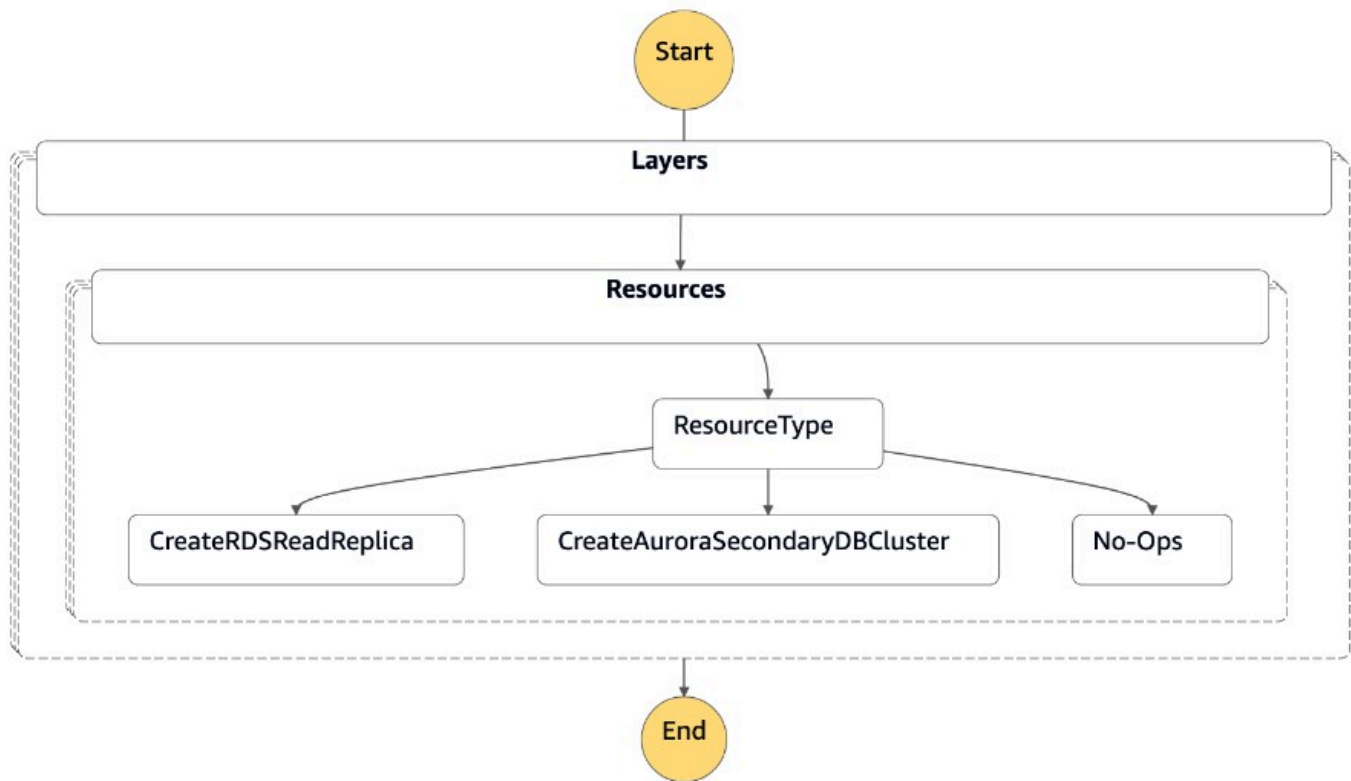 Start
Layers
Resources
ResourceType
CreateRDSReadReplica
CreateAuroraSecondaryDBCluster
No-Ops
End